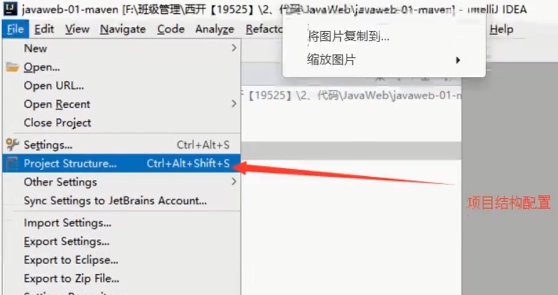 javaweb-01-maven [F:\班级管理\西开【19525】\2、代码\JavaWeb\javaweb-01-maven] - IntelliJ IDEA
File Edit View Navigate Code Analyze Refacto
将图片复制到...
缩放图片
开【19525】\2、代码\JavaWeb\javaweb-01-m
New
Open...
Open URL...
Open Recent
Close Project
Settings... Ctrl+Alt+S
Project Structure... Ctrl+Alt+Shift+S
Other Settings
Sync Settings to JetBrains Account...
项目结构配置
Import Settings...
Export Settings...
Export to Eclipse...
Export to Zip File...